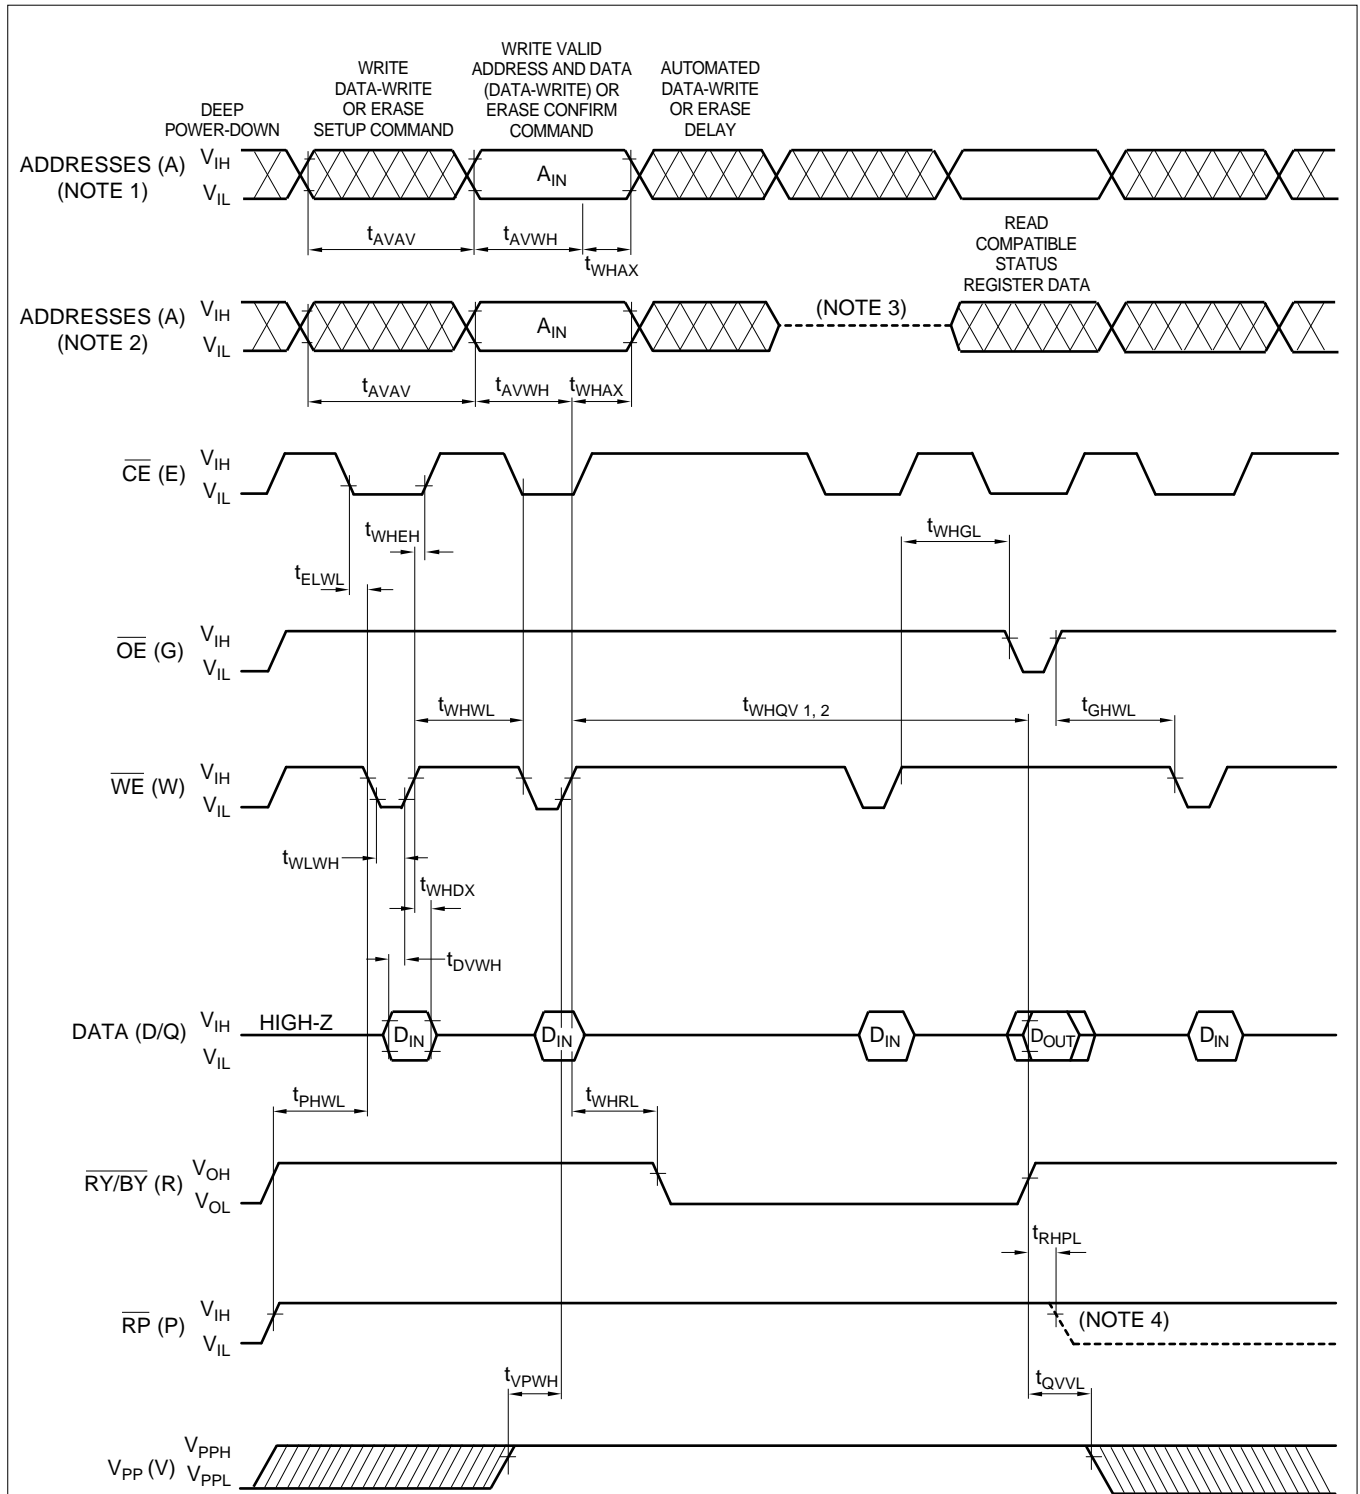 DEEP
POWER-DOWN
WRITE
DATA-WRITE
OR ERASE
SETUP COMMAND
WRITE VALID
ADDRESS AND DATA
(DATA-WRITE) OR
ERASE CONFIRM
COMMAND
AUTOMATED
DATA-WRITE
OR ERASE
DELAY
ADDRESSES (A)
(NOTE 1)
VIH
VIL
AIN
tAVAV
tAVWH
tWHAX
READ
COMPATIBLE
STATUS
REGISTER DATA
ADDRESSES (A)
(NOTE 2)
VIH
VIL
AIN
(NOTE 3)
tAVAV
tAVWH
tWHAX
CE (E)
VIH
VIL
tWHEH
tWHGL
tELWL
OE (G)
VIH
VIL
tWHWL
tWHQV 1, 2
tGHWL
WE (W)
VIH
VIL
tWLWH
tWHDX
tDVWH
DATA (D/Q)
VIH
VIL
HIGH-Z
DIN
DIN
DIN
DOUT
DIN
tPHWL
tWHRL
RY/BY (R)
VOH
VOL
tRHPL
RP (P)
VIH
VIL
(NOTE 4)
tVPWH
tQVVL
VPP (V)
VPPH
VPPL